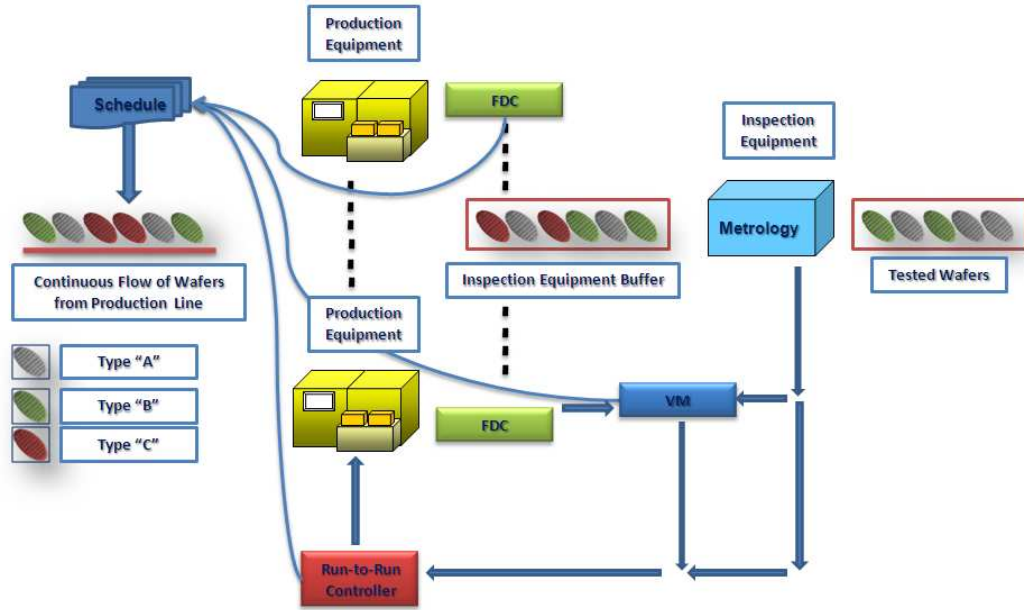 Production
Equipment
Schedule
FDC
Inspection
Equipment
Metrology
Continuous Flow of Wafers
from Production Line
Inspection Equipment Buffer
Tested Wafers
Production
Equipment
Type “A”
Type “B”
Type “C”
VM
FDC
Run-to-Run
Controller